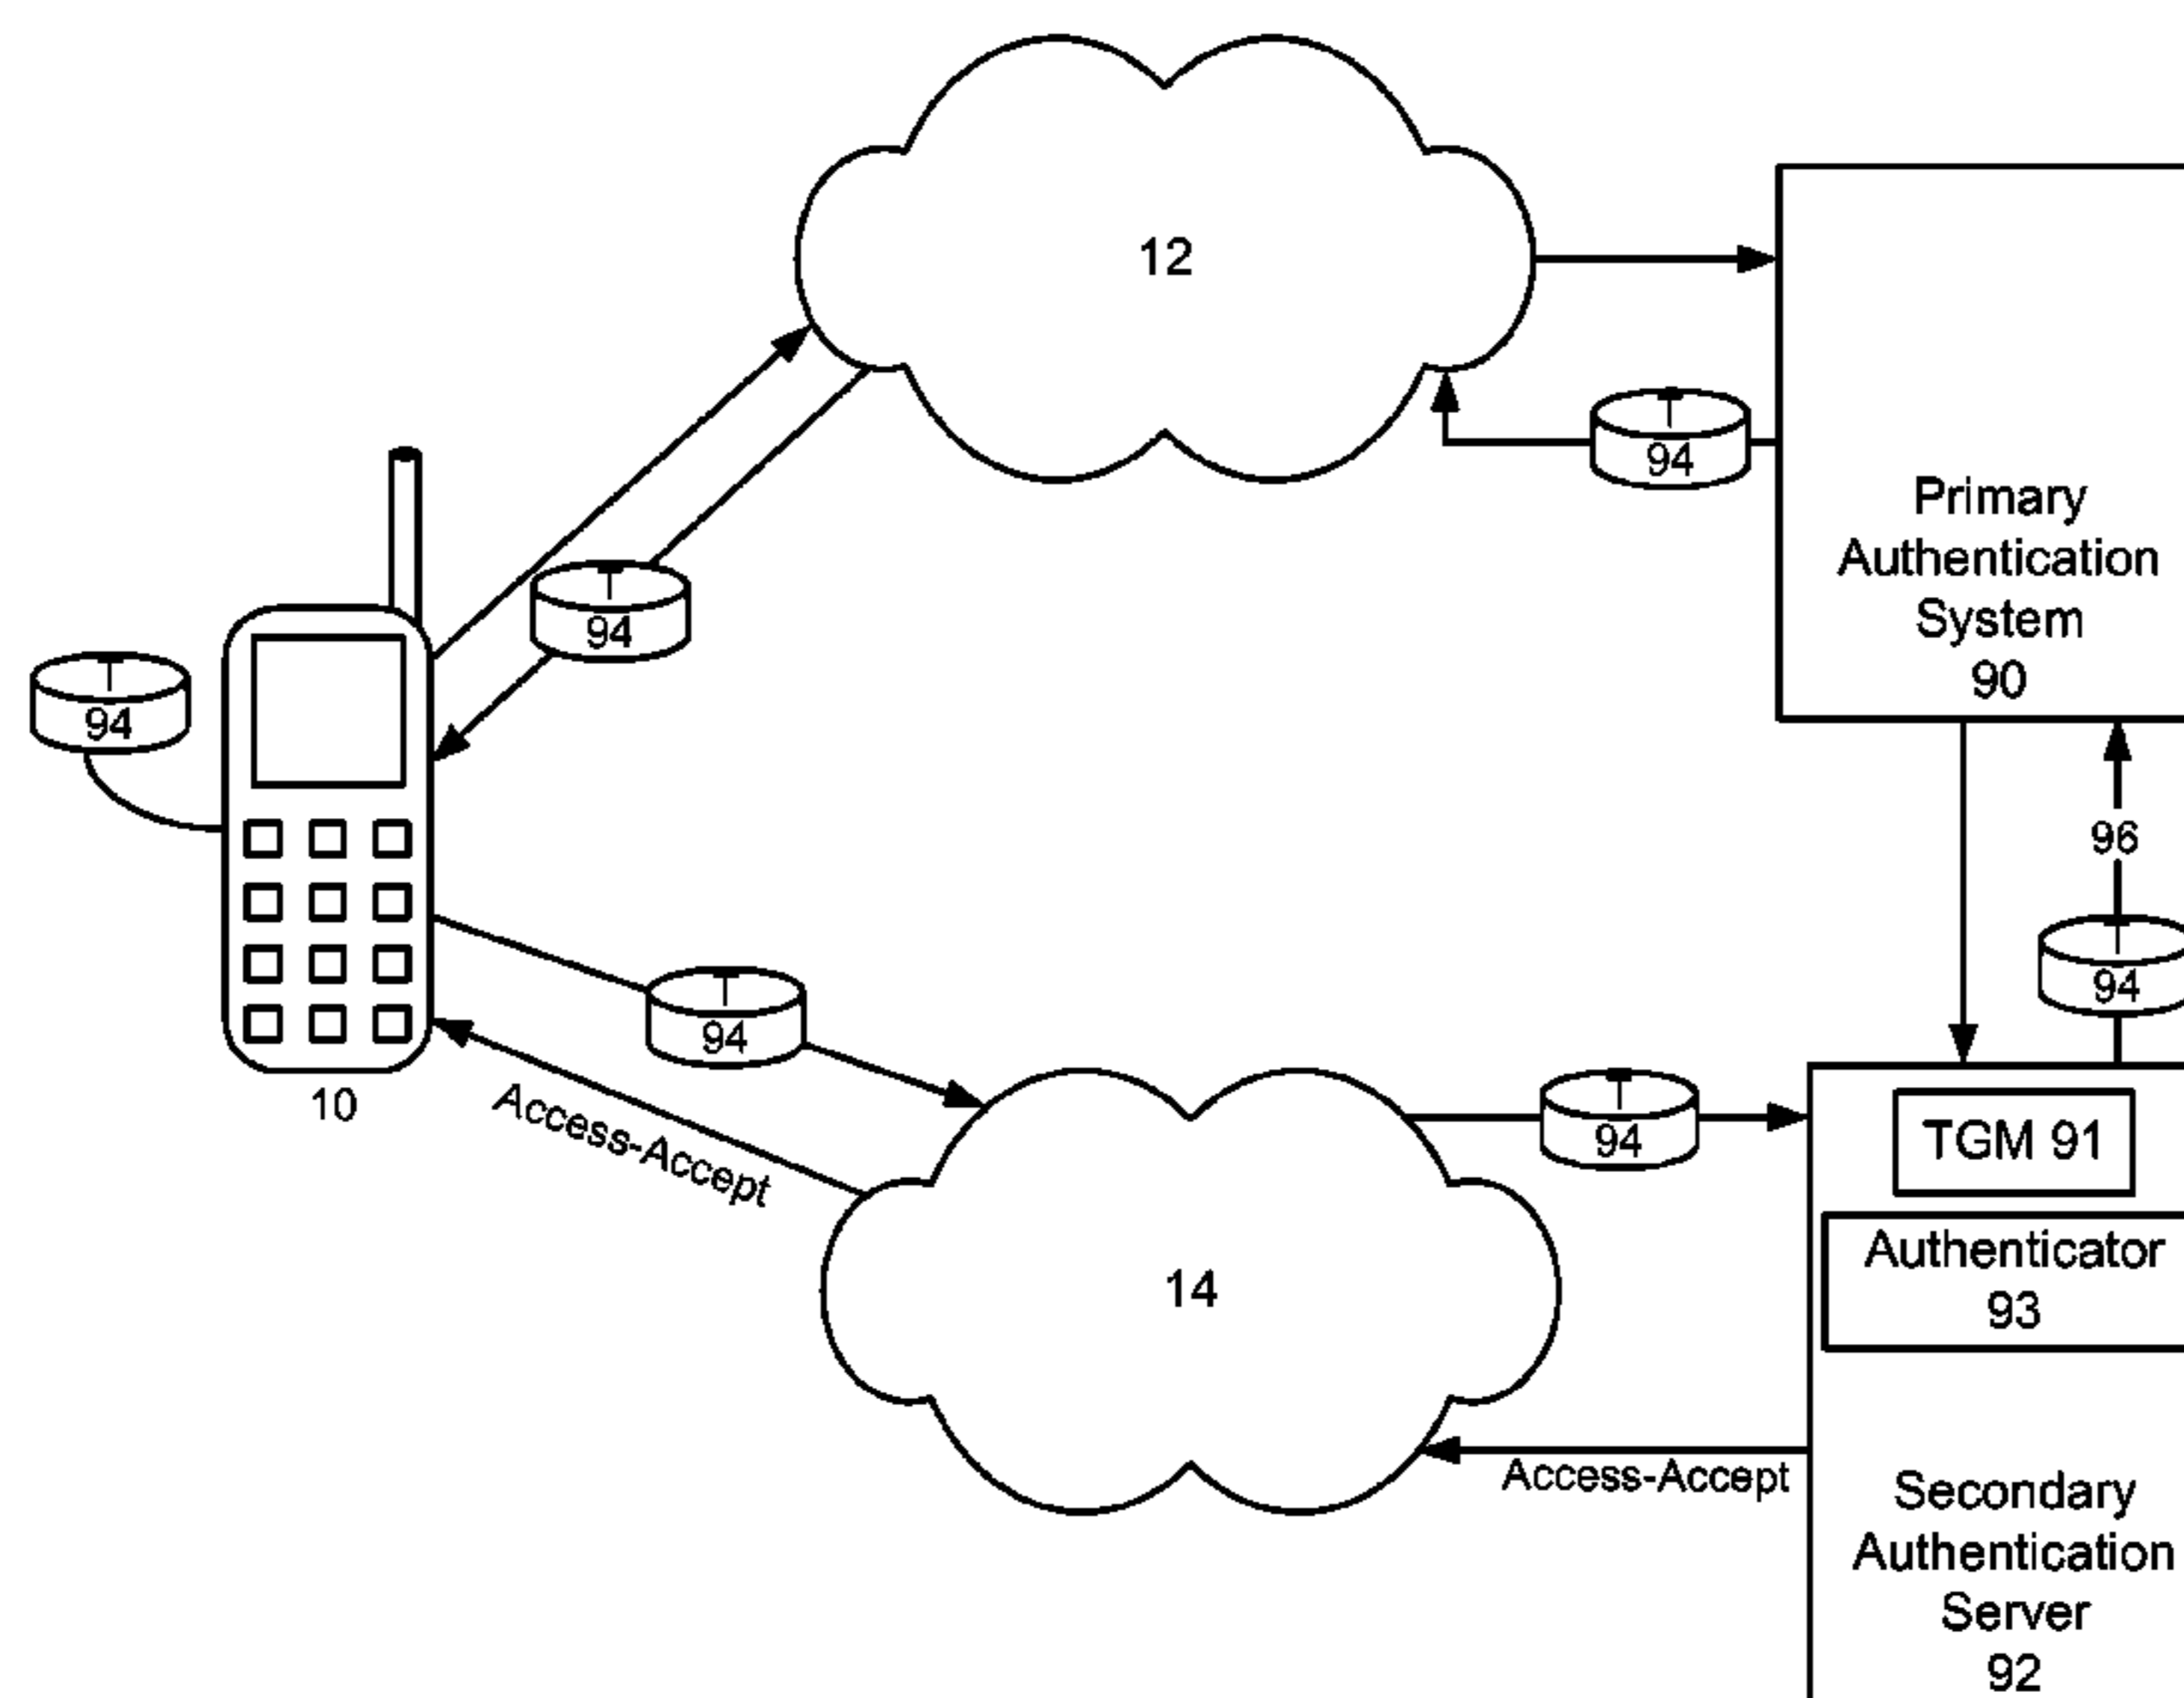 12
T
94
Primary
Authentication
System
90
T
94
T
94
96
T
94
T
94
10
Access-Accept
T
94
TGM 91
Authenticator
93
14
Access-Accept
Secondary
Authentication
Server
92